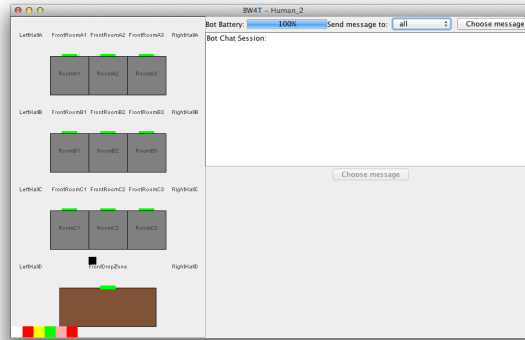 BW4T - Human_2
Bot Battery: 100% Send message to: all Choose message
Bot Chat Session:
LeftHallA FrontRoomA1 FrontRoomA2 FrontRoomA3 RightHallA
RoomA1 RoomA2 RoomA3
LeftHallB FrontRoomB1 FrontRoomB2 FrontRoomB3 RightHallB
RoomB1 RoomB2 RoomB3
Choose message
LeftHallC FrontRoomC1 FrontRoomC2 FrontRoomC3 RightHallC
RoomC1 RoomC2 RoomC3
LeftHallD FrontDropZone RightHallD